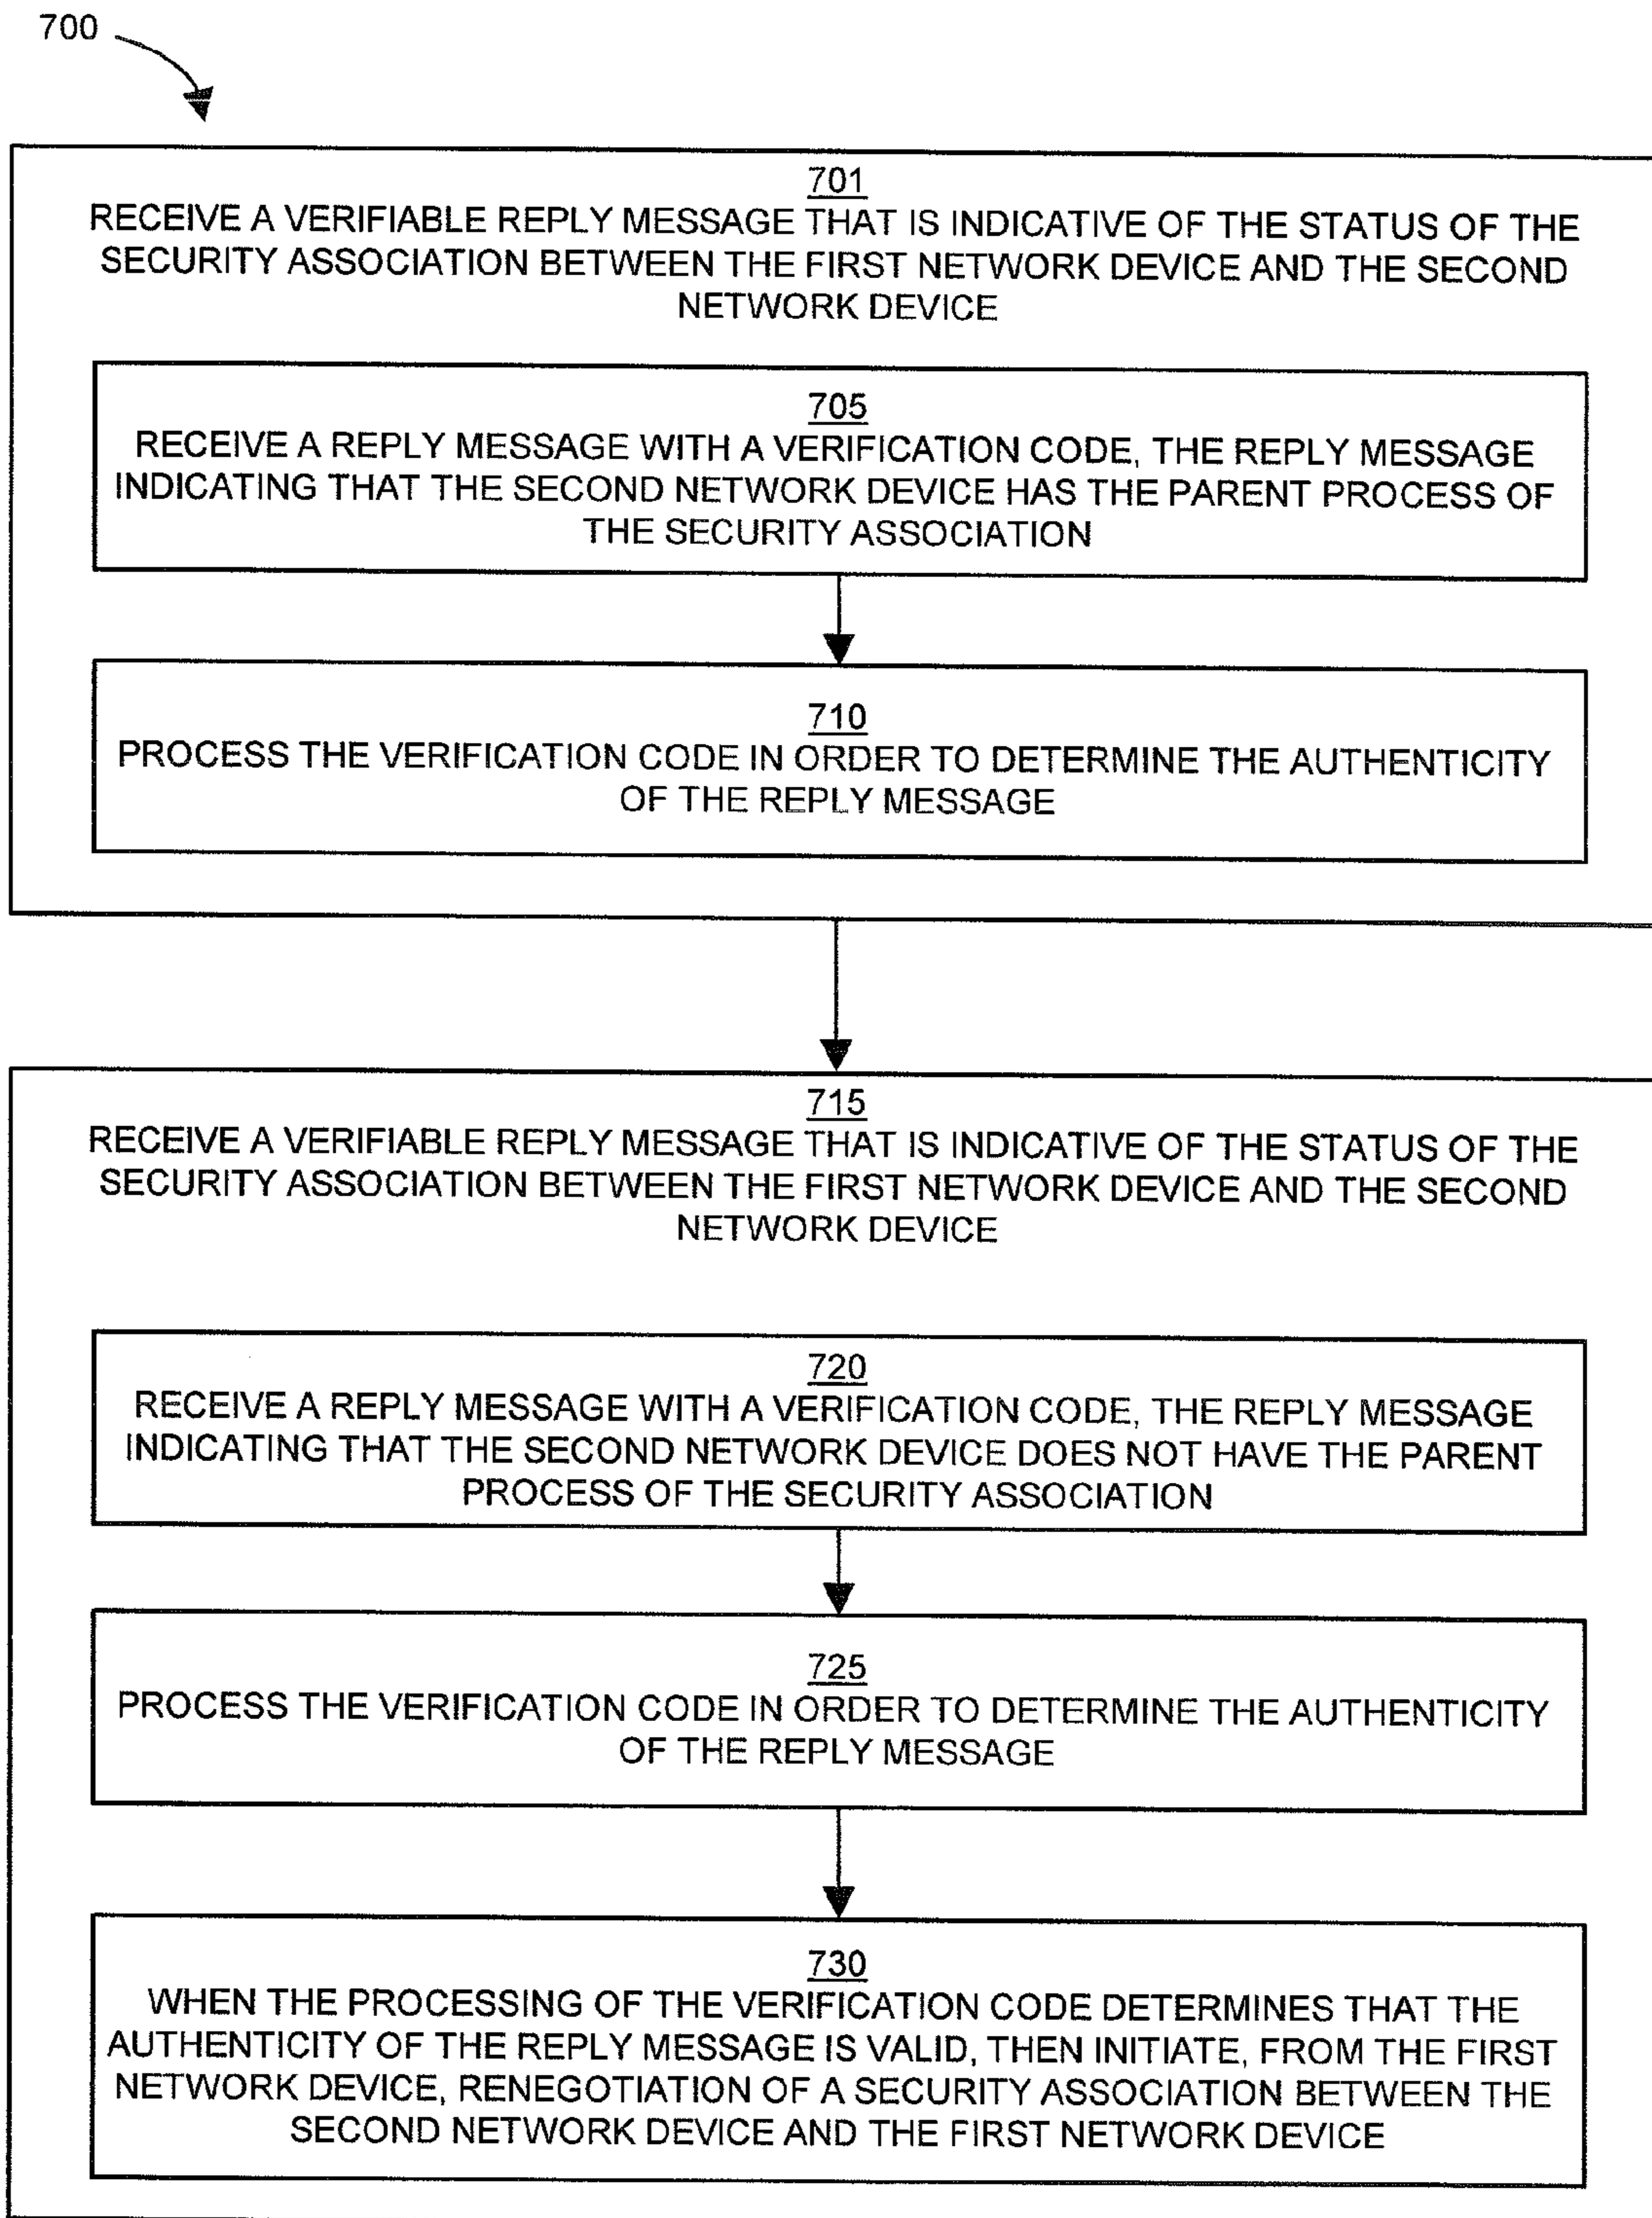 700
701
RECEIVE A VERIFIABLE REPLY MESSAGE THAT IS INDICATIVE OF THE STATUS OF THE
SECURITY ASSOCIATION BETWEEN THE FIRST NETWORK DEVICE AND THE SECOND
NETWORK DEVICE
705
RECEIVE A REPLY MESSAGE WITH A VERIFICATION CODE, THE REPLY MESSAGE
INDICATING THAT THE SECOND NETWORK DEVICE HAS THE PARENT PROCESS OF
THE SECURITY ASSOCIATION
710
PROCESS THE VERIFICATION CODE IN ORDER TO DETERMINE THE AUTHENTICITY
OF THE REPLY MESSAGE
715
RECEIVE A VERIFIABLE REPLY MESSAGE THAT IS INDICATIVE OF THE STATUS OF THE
SECURITY ASSOCIATION BETWEEN THE FIRST NETWORK DEVICE AND THE SECOND
NETWORK DEVICE
720
RECEIVE A REPLY MESSAGE WITH A VERIFICATION CODE, THE REPLY MESSAGE
INDICATING THAT THE SECOND NETWORK DEVICE DOES NOT HAVE THE PARENT
PROCESS OF THE SECURITY ASSOCIATION
725
PROCESS THE VERIFICATION CODE IN ORDER TO DETERMINE THE AUTHENTICITY
OF THE REPLY MESSAGE
730
WHEN THE PROCESSING OF THE VERIFICATION CODE DETERMINES THAT THE
AUTHENTICITY OF THE REPLY MESSAGE IS VALID, THEN INITIATE, FROM THE FIRST
NETWORK DEVICE, RENEGOTIATION OF A SECURITY ASSOCIATION BETWEEN THE
SECOND NETWORK DEVICE AND THE FIRST NETWORK DEVICE